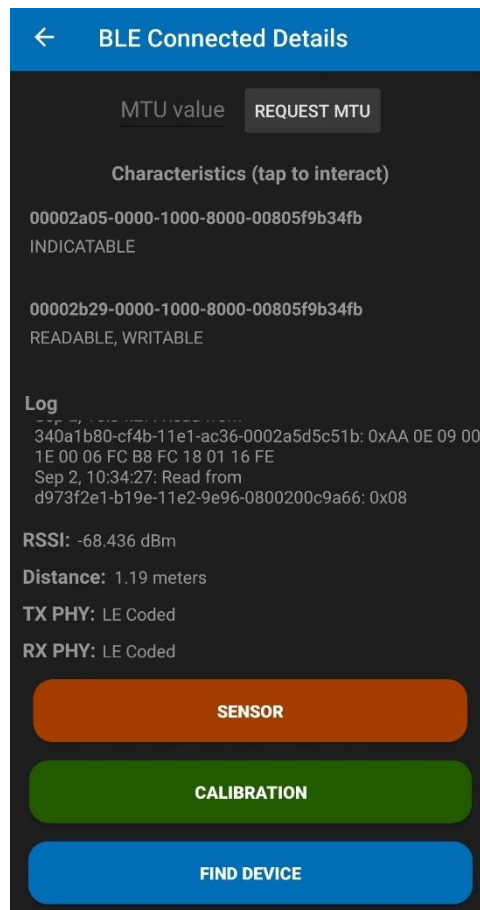 BLE Connected Details
MTU value REQUEST MTU
Characteristics (tap to interact)
00002a05-0000-1000-8000-00805f9b34fb
INDICATABLE
00002b29-0000-1000-8000-00805f9b34fb
READABLE, WRITABLE
Log
340a1b80-cf4b-11e1-ac36-0002a5d5c51b: 0xAA 0E 09 00
1E 00 06 FC B8 FC 18 01 16 FE
Sep 2, 10:34:27: Read from
d973f2e1-b19e-11e2-9e96-0800200c9a66: 0x08
RSSI: -68.436 dBm
Distance: 1.19 meters
TX PHY: LE Coded
RX PHY: LE Coded
SENSOR
CALIBRATION
FIND DEVICE